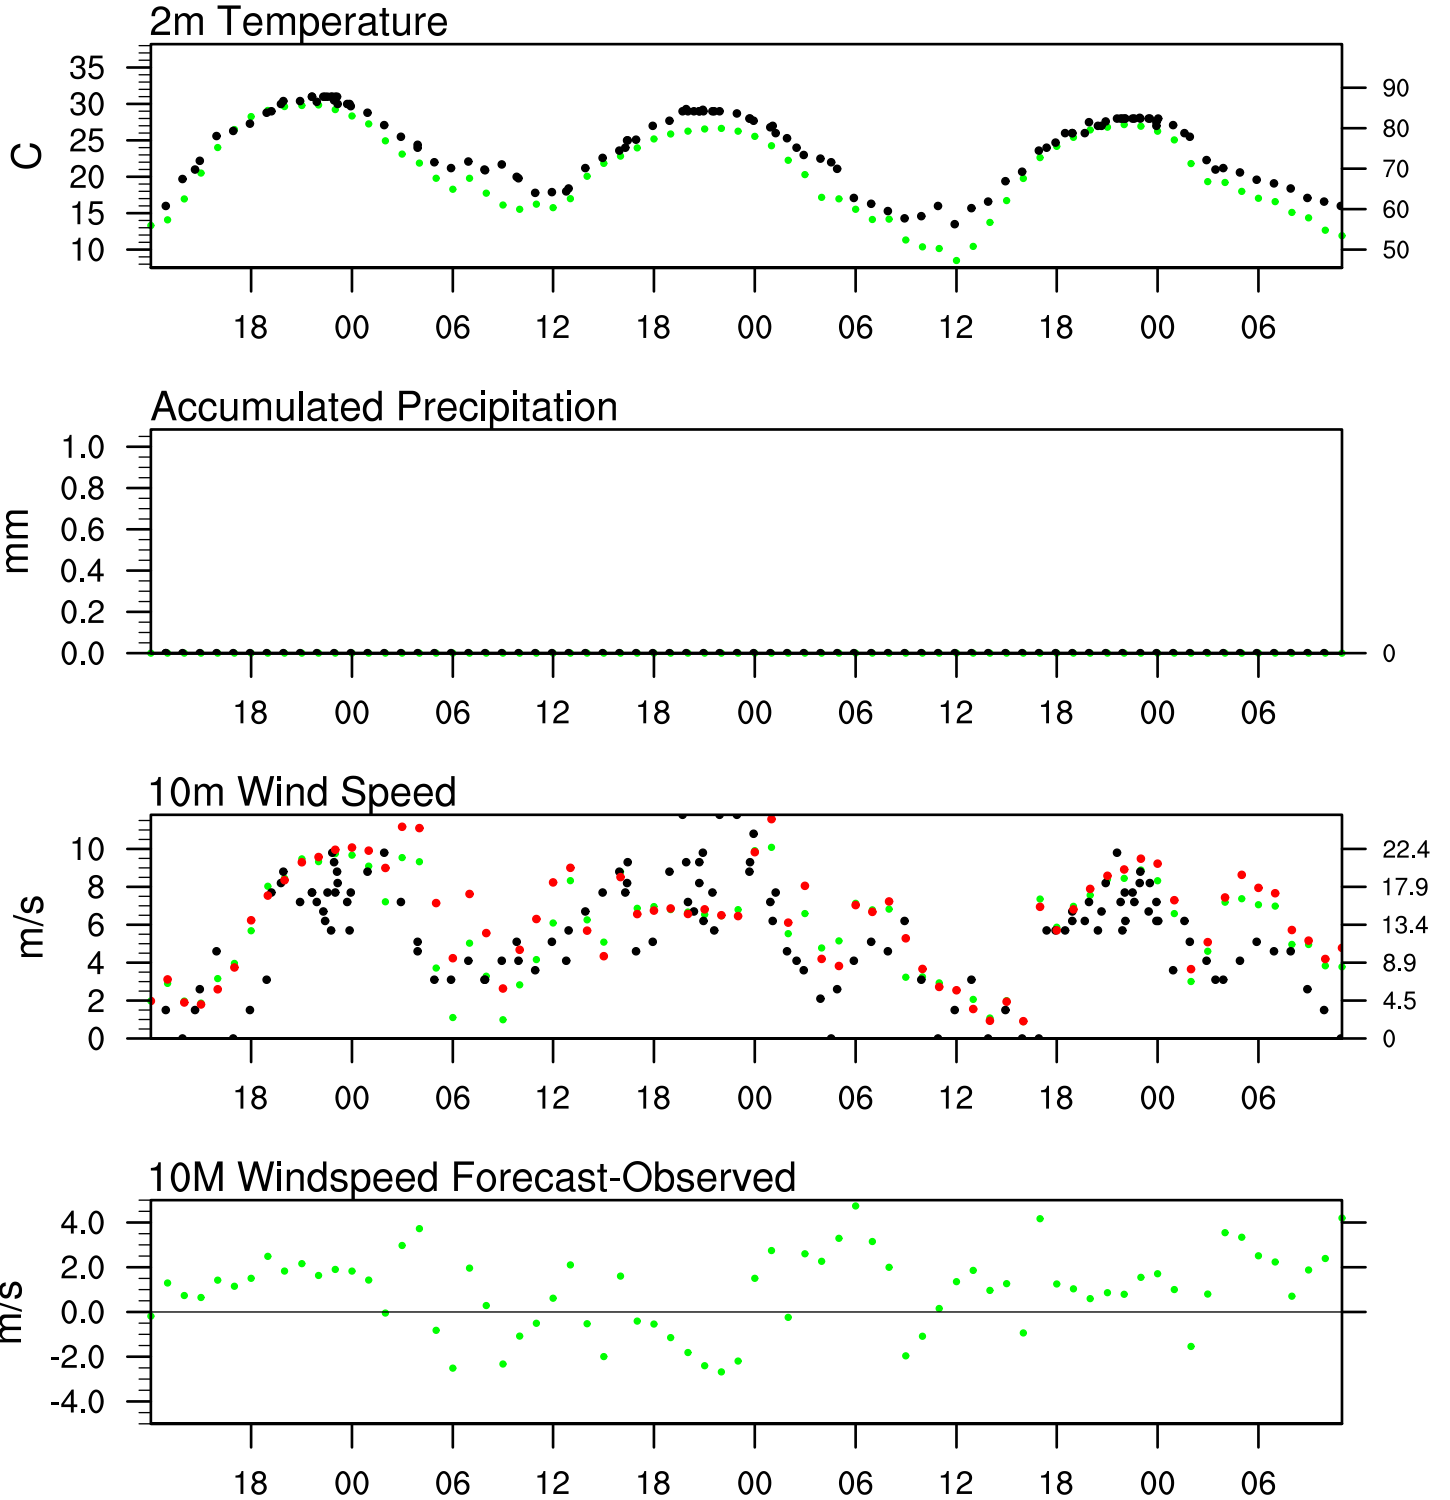 2m Temperature
35
30
25
20
15
10
C
90
80
70
60
50
18 00 06 12 18 00 06 12 18 00 06
Accumulated Precipitation
1.0
0.8
0.6
0.4
0.2
0.0
mm
0
18 00 06 12 18 00 06 12 18 00 06
10m Wind Speed
10
8
6
4
2
0
m/s
22.4
17.9
13.4
8.9
4.5
0
18 00 06 12 18 00 06 12 18 00 06
10M Windspeed Forecast-Observed
4.0
2.0
0.0
-2.0
-4.0
m/s
18 00 06 12 18 00 06 12 18 00 06